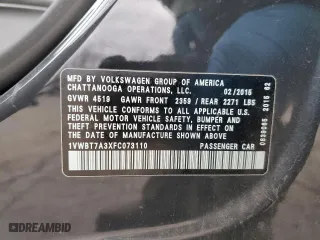 MFD. BY VOLKSWAGEN GROUP OF AMERICA
CHATTANOOGA OPERATIONS, LLC. 02/2015
GVWR 4519 GAWR FRONT 2359 / REAR 2271 LBS
THIS VEHICLE CONFORMS TO ALL APPLICABLE U.S.
FEDERAL MOTOR VEHICLE SAFETY, BUMPER, AND
THEFT PREVENTION STANDARDS IN EFFECT ON THE
DATE OF MANUFACTURE SHOWN ABOVE.
1VWBT7A3XFC073110 PASSENGER CAR
2015 02